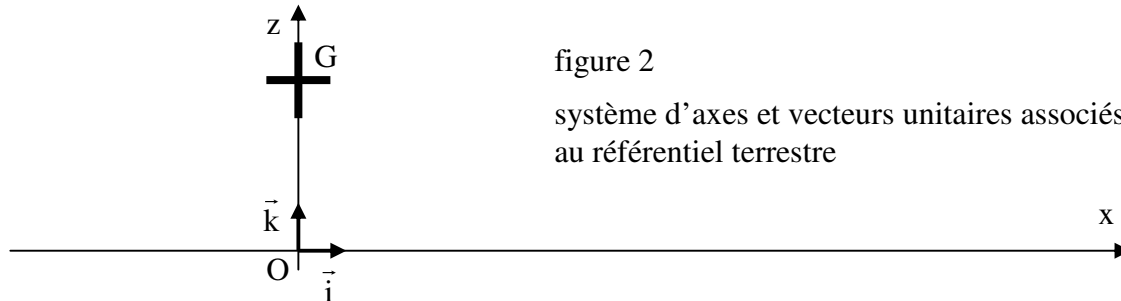 z
G
figure 2
système d'axes et vecteurs unitaires associés
au référentiel terrestre
k
x
O
i